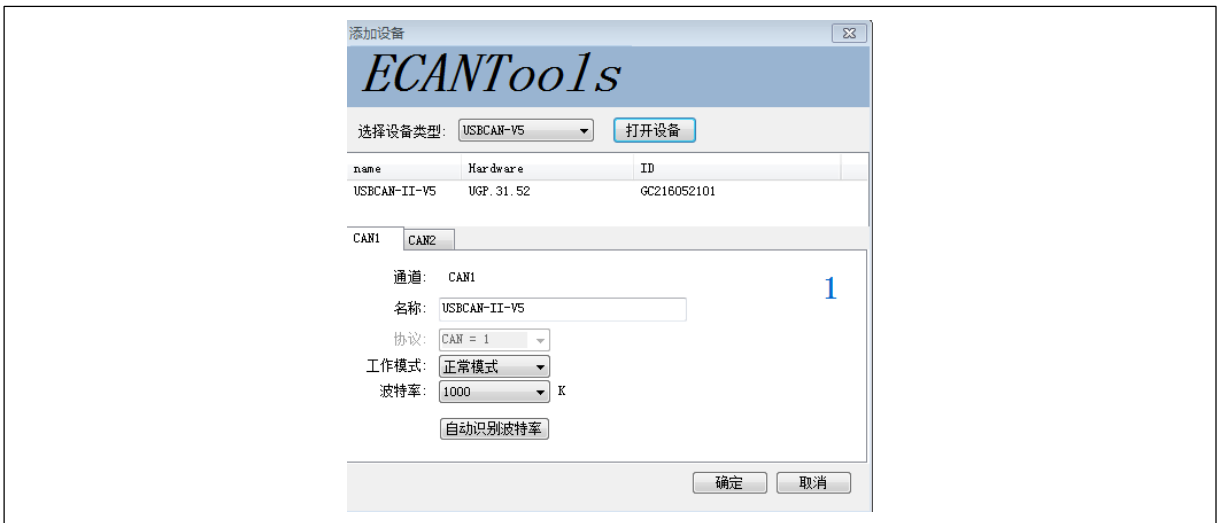 添加设备
ECANTools
选择设备类型: USBCAN-V5 打开设备
name Hardware ID
USBCAN-II-V5 UGP.31.52 GC216052101
CAN1 CAN2
通道: CAN1
1
名称: USBCAN-II-V5
协议: CAN = 1
工作模式: 正常模式
波特率: 1000 K
自动识别波特率
确定 取消